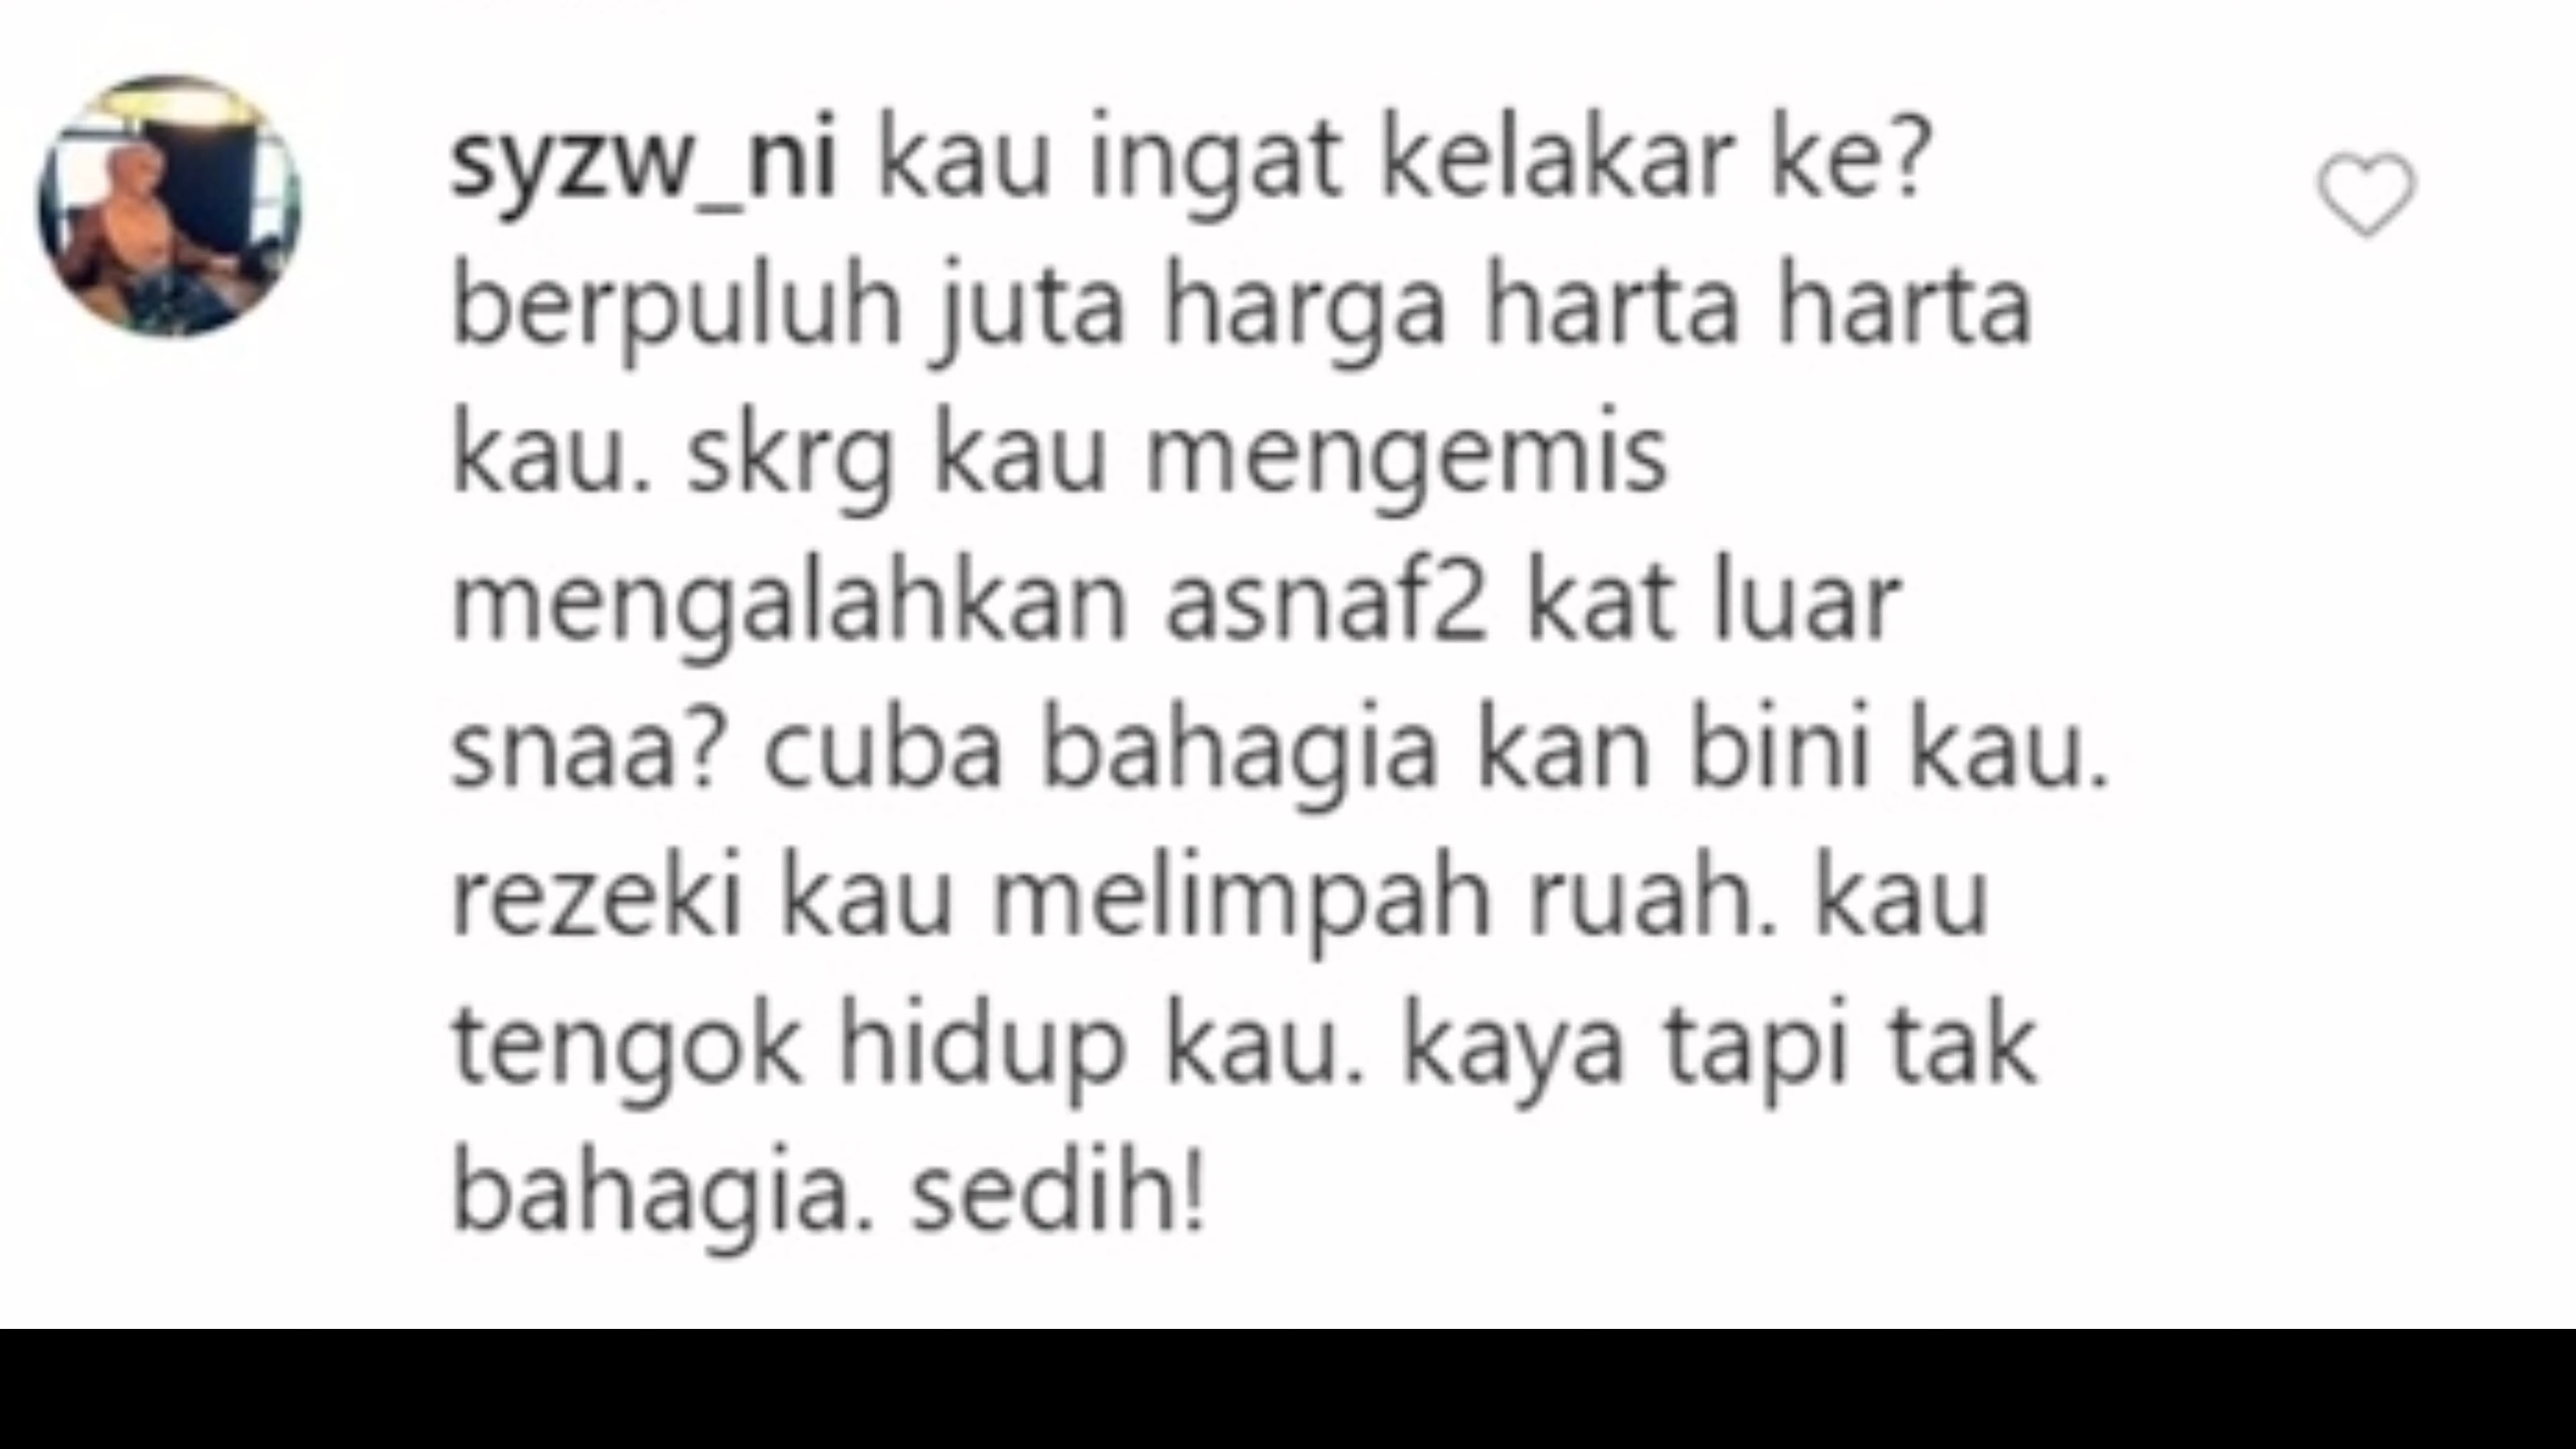 syzw_ni kau ingat kelakar ke?
berpuluh juta harga harta harta
kau. skrg kau mengemis
mengalahkan asnaf2 kat luar
snaa? cuba bahagia kan bini kau.
rezeki kau melimpah ruah. kau
tengok hidup kau. kaya tapi tak
bahagia. sedih!